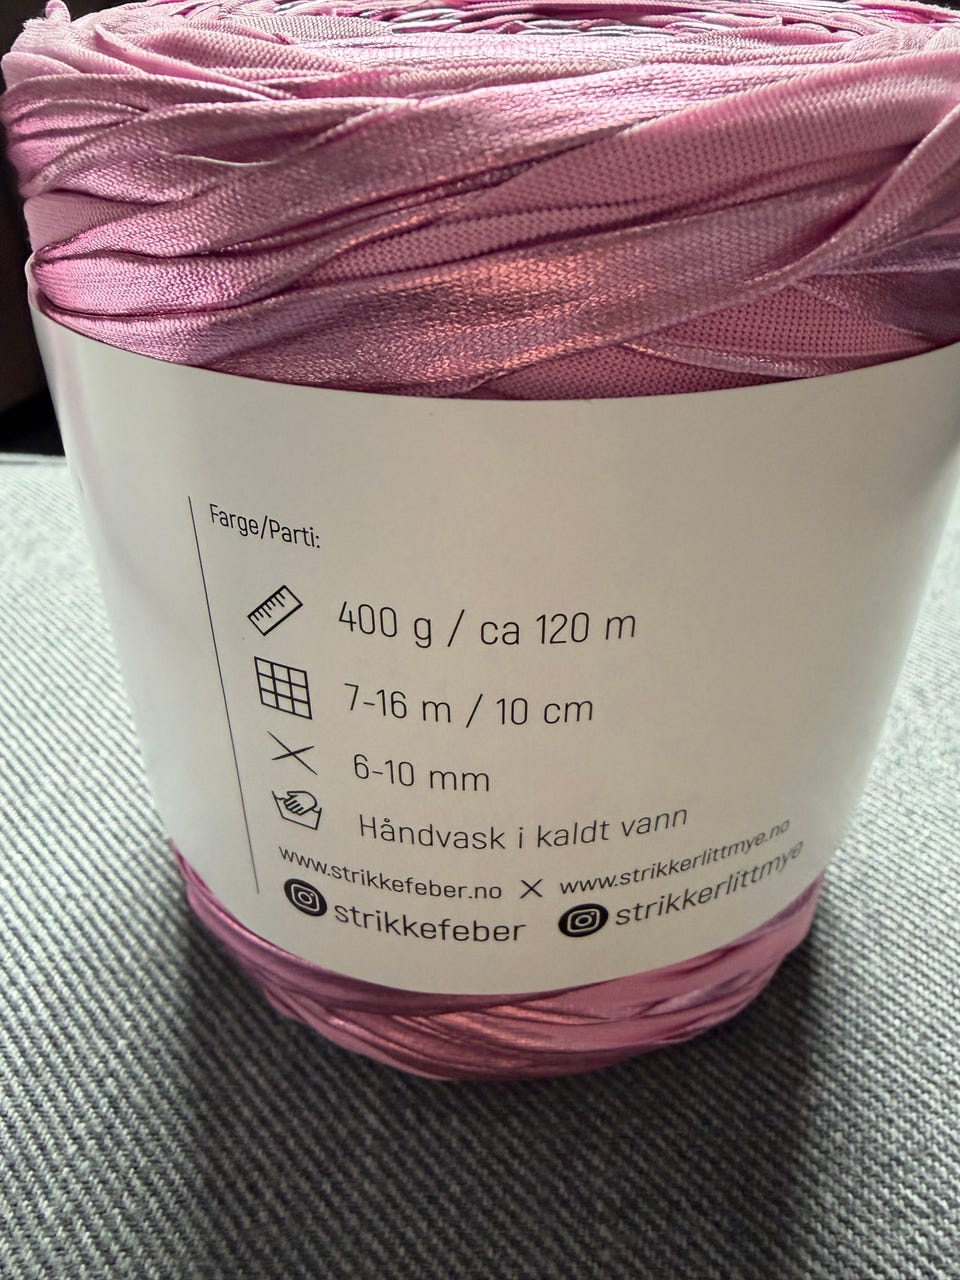 Farge/Parti:
400 g / ca 120 m
7-16 m / 10 cm
6-10 mm
Håndvask i kaldt vann
www.strikkefeber.no X www.strikkerlittmye.no
strikkefeber strikkerlittmye